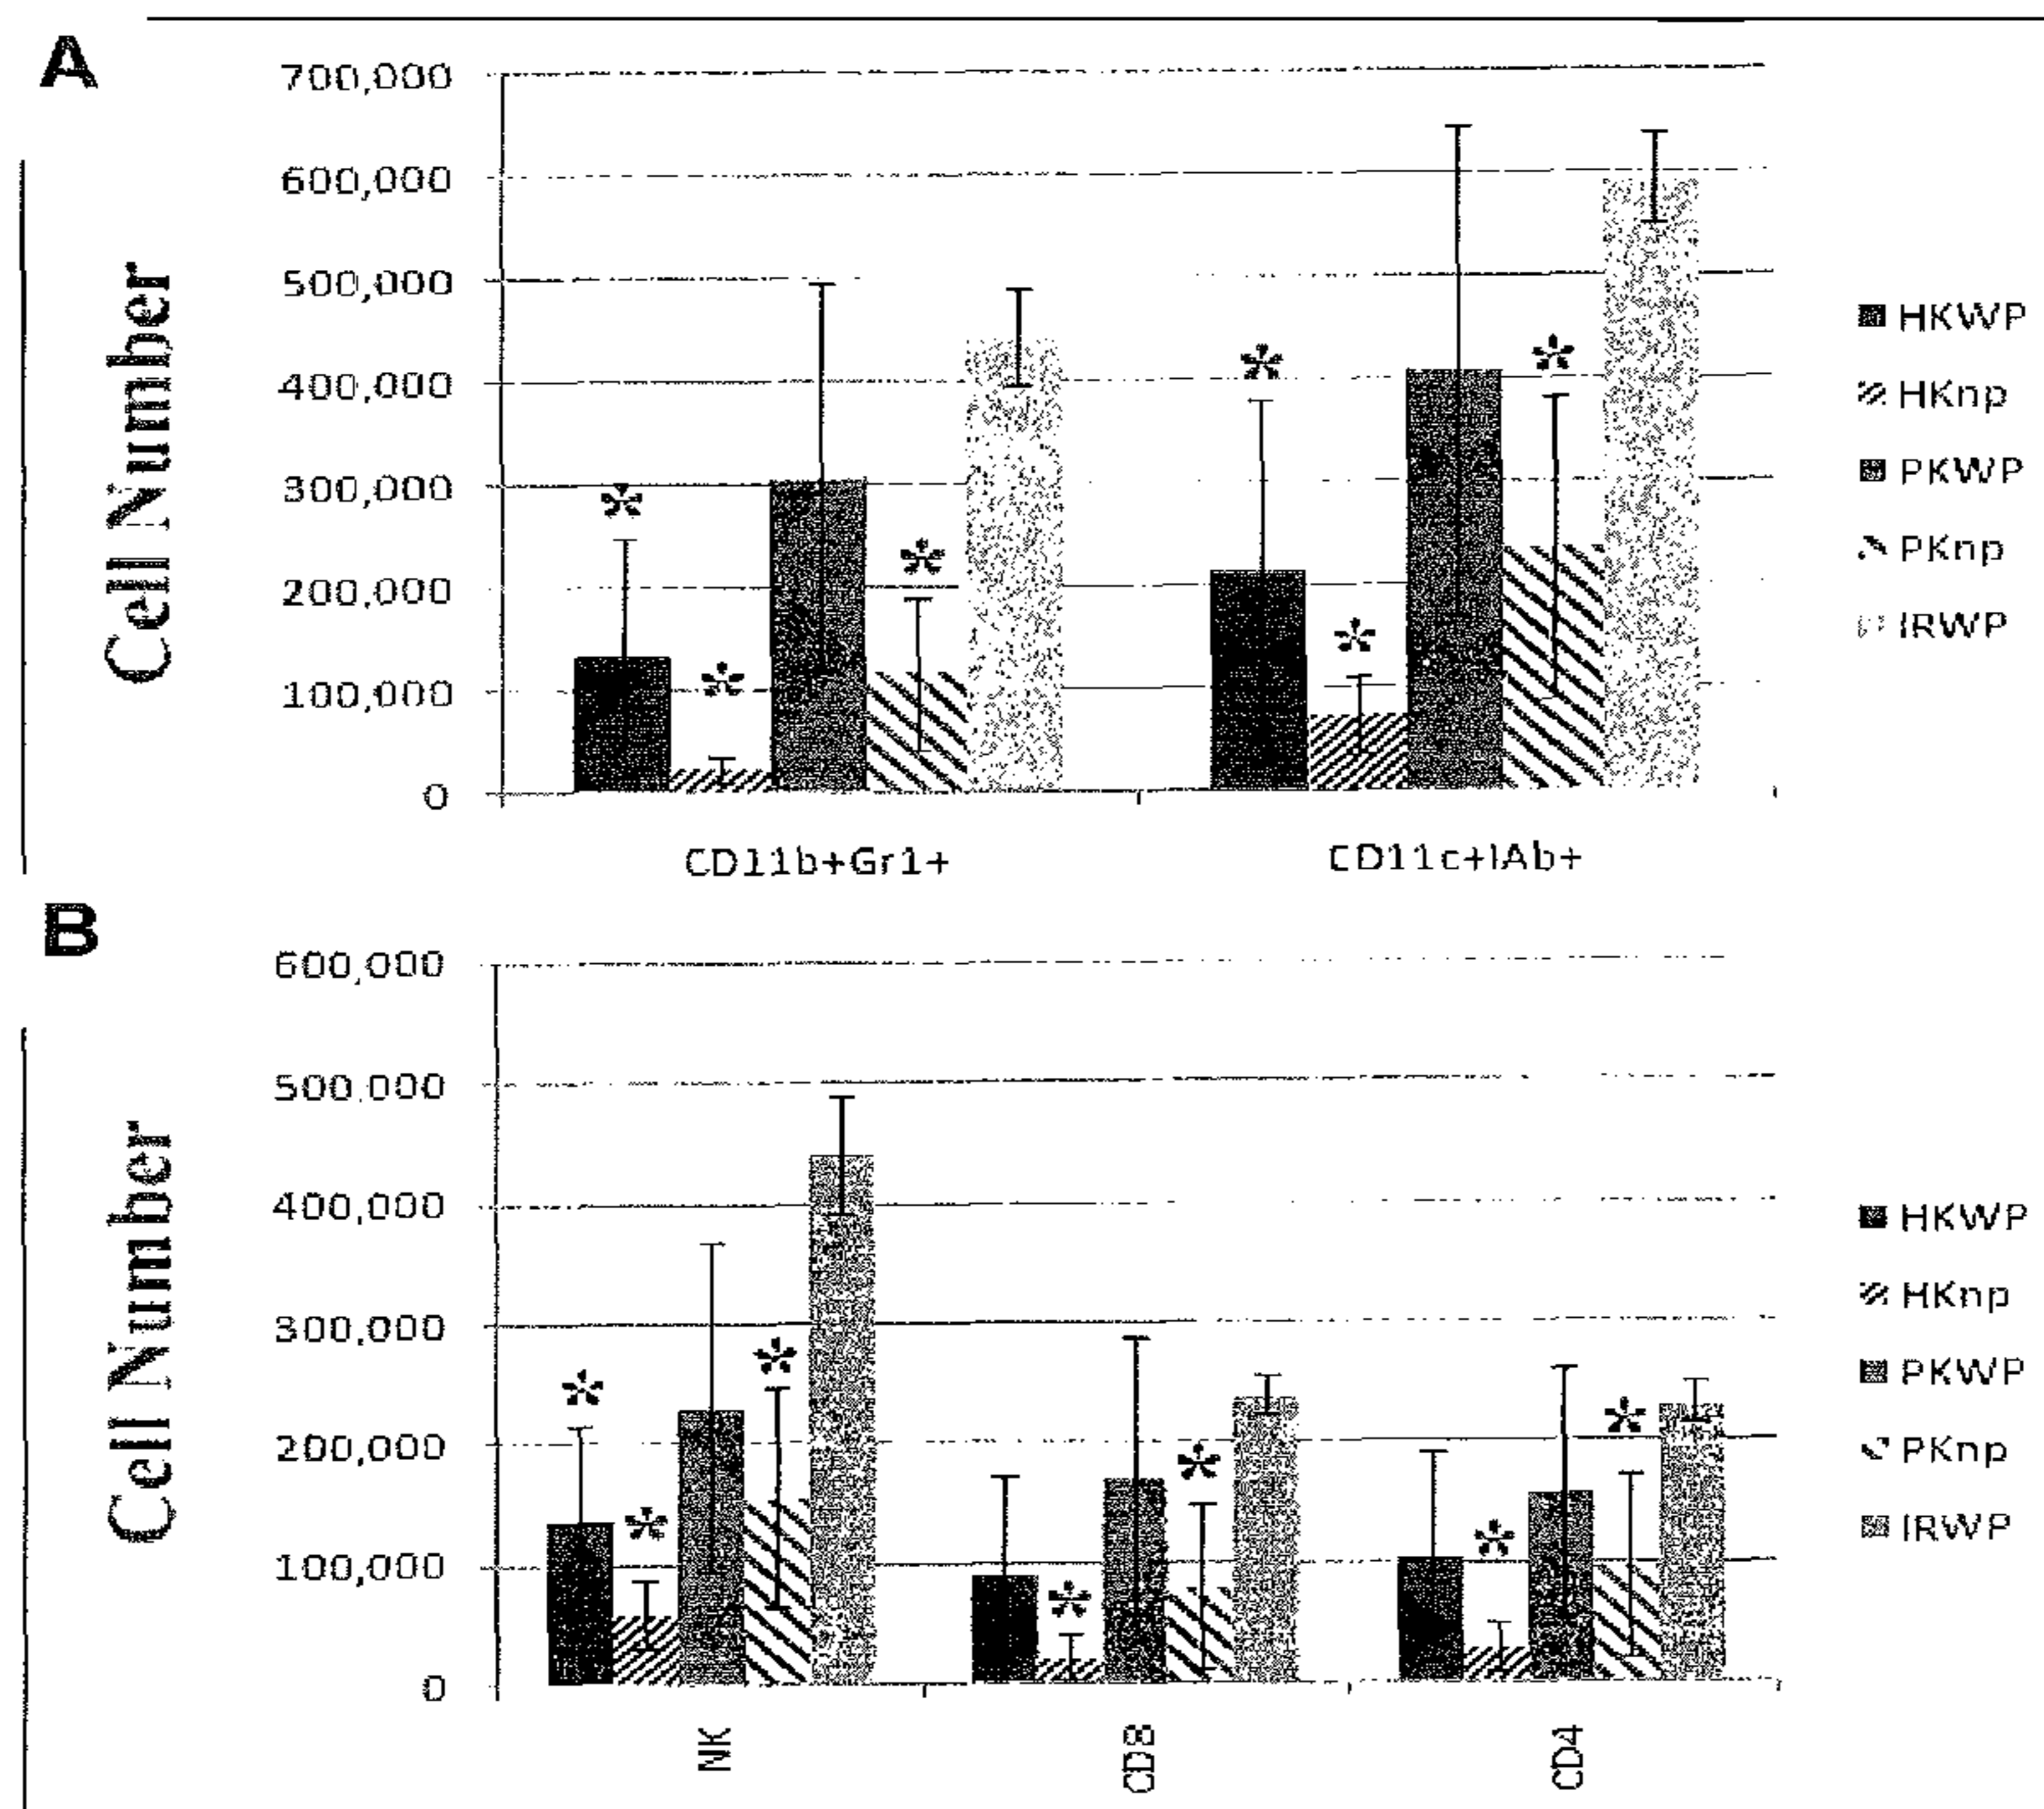 A
700,000
600,000
500,000
400,000
300,000
200,000
100,000
0
Cell Number
* * * * * *
CD11b+Gr1+
CD11c+IAb+
HKWP
HKnp
PKWP
PKnp
IRWP
B
600,000
500,000
400,000
300,000
200,000
100,000
0
Cell Number
* * * * * *
NK
CD8
CD4
HKWP
HKnp
PKWP
PKnp
IRWP